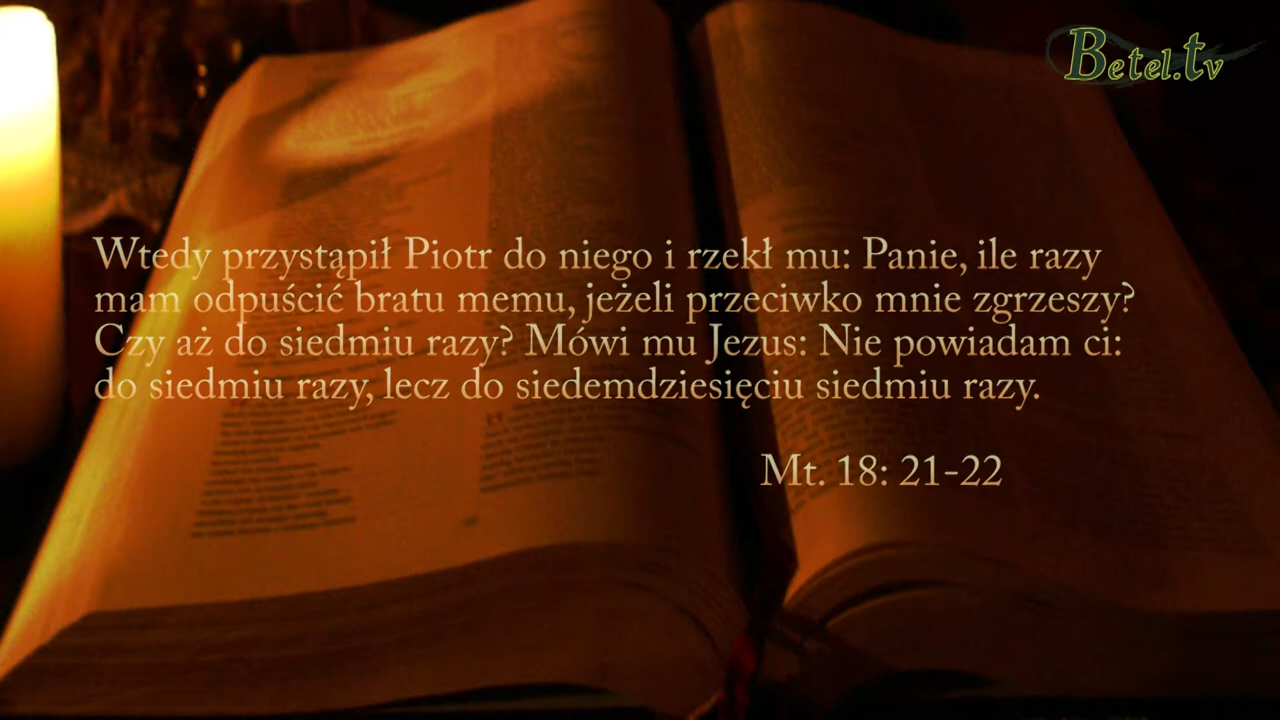 Betel.tv
Wtedy przystąpił Piotr do niego i rzekł mu: Panie, ile razy
mam odpuścić bratu memu, jeżeli przeciwko mnie zgrzeszy?
Czy aż do siedmiu razy? Mówi mu Jezus: Nie powiadam ci:
do siedmiu razy, lecz do siedemdziesięciu siedmiu razy.
Mt. 18: 21-22